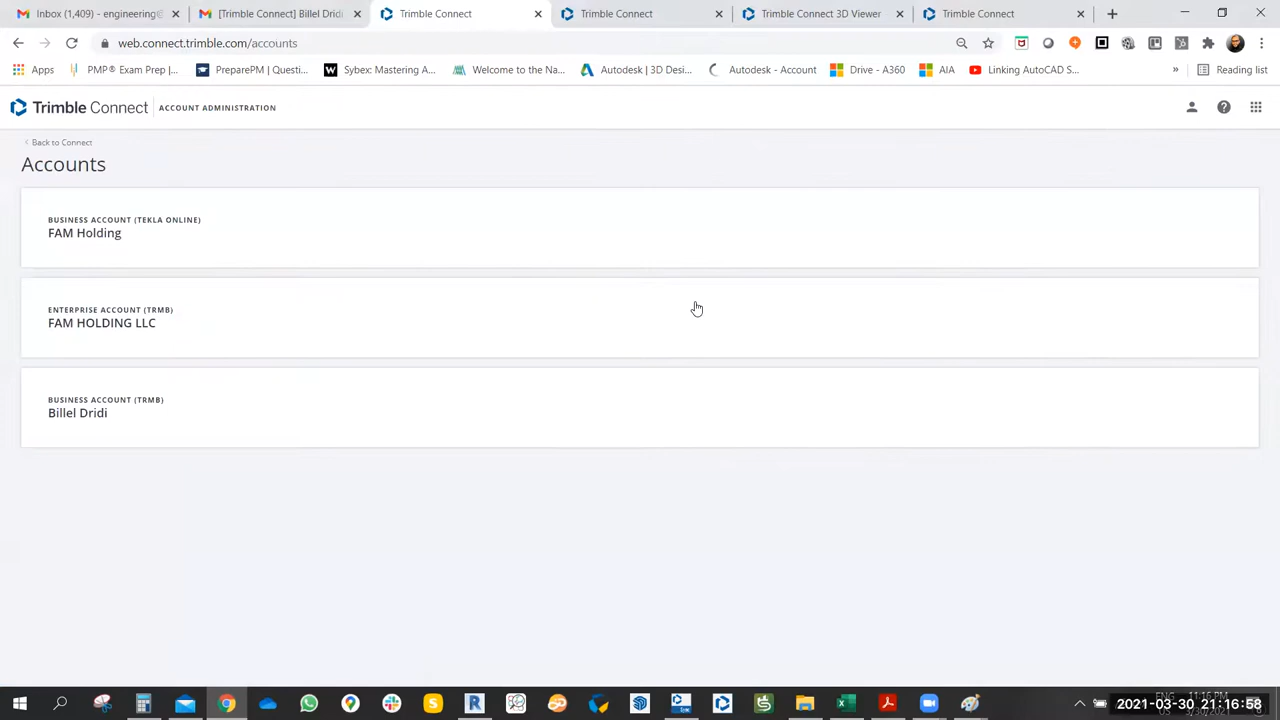 Inbox (1,409) - engineering@
[Trimble Connect] Billel Dridi
Trimble Connect
Trimble Connect
Trimble Connect 3D Viewer
Trimble Connect
web.connect.trimble.com/accounts
Apps
PMP® Exam Prep |...
PreparePM | Questi...
Sybex: Mastering A...
Welcome to the Na...
Autodesk | 3D Desi...
Autodesk - Account
Drive - A360
AIA
Linking AutoCAD S...
»
Reading list
Trimble Connect
ACCOUNT ADMINISTRATION
Back to Connect
Accounts
BUSINESS ACCOUNT (TEKLA ONLINE)
FAM Holding
ENTERPRISE ACCOUNT (TRMB)
FAM HOLDING LLC
BUSINESS ACCOUNT (TRMB)
Billel Dridi
2021-03-30 21:16:58